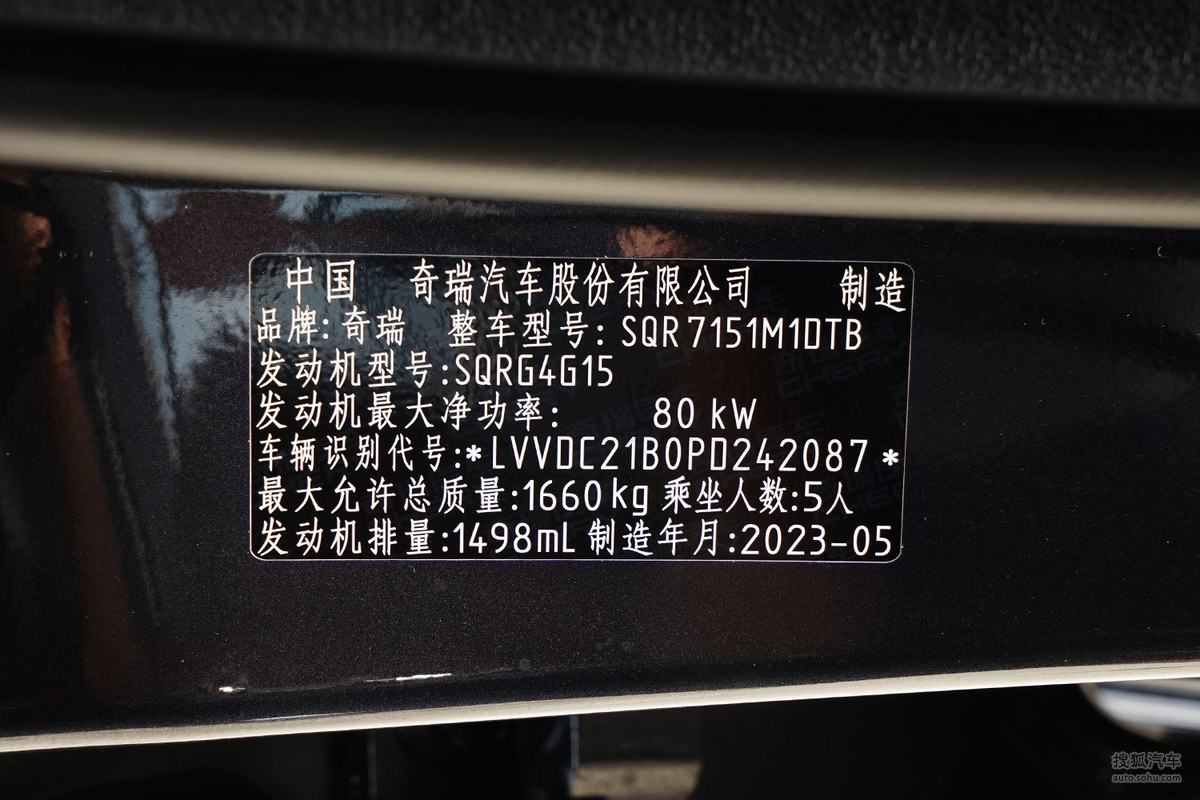 中国 奇瑞汽车股份有限公司 制造
品牌:奇瑞 整车型号:SQR7151M1DTB
发动机型号:SQRG4G15
发动机最大净功率: 80 kW
车辆识别代号:*LVVDC21B0PD242087*
最大允许总质量:1660kg 乘坐人数:5人
发动机排量:1498mL 制造年月:2023-05
搜狐汽车
auto.sohu.com